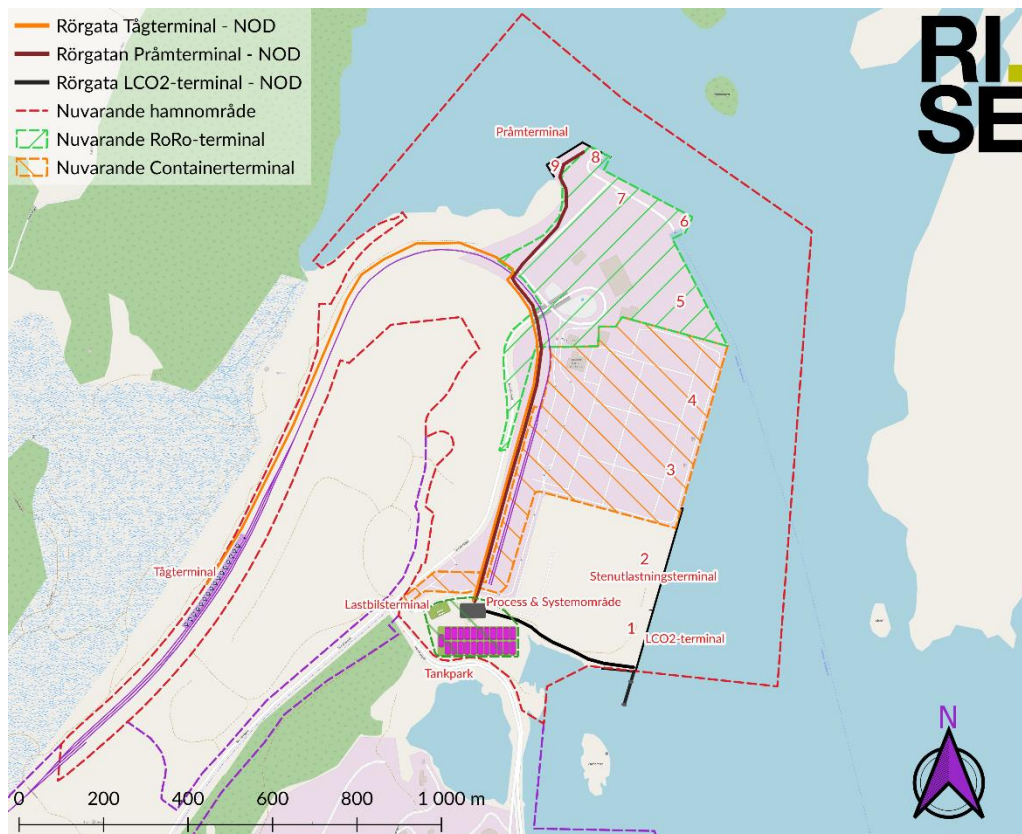 Rörgata Tågterminal - NOD
Rörgatan Pråmterminal - NOD
Rörgata LCO2-terminal - NOD
Nuvarande hamnområde
Nuvarande RoRo-terminal
Nuvarande Containerterminal
RI.
SE
Pråmterminal
9
8
7
6
5
4
3
2
Stenutlastningsterminal
Tågterminal
Lastbilsterminal
Process & Systemområde
1
LCO2-terminal
Tankpark
N
0 200 400 600 800 1 000 m